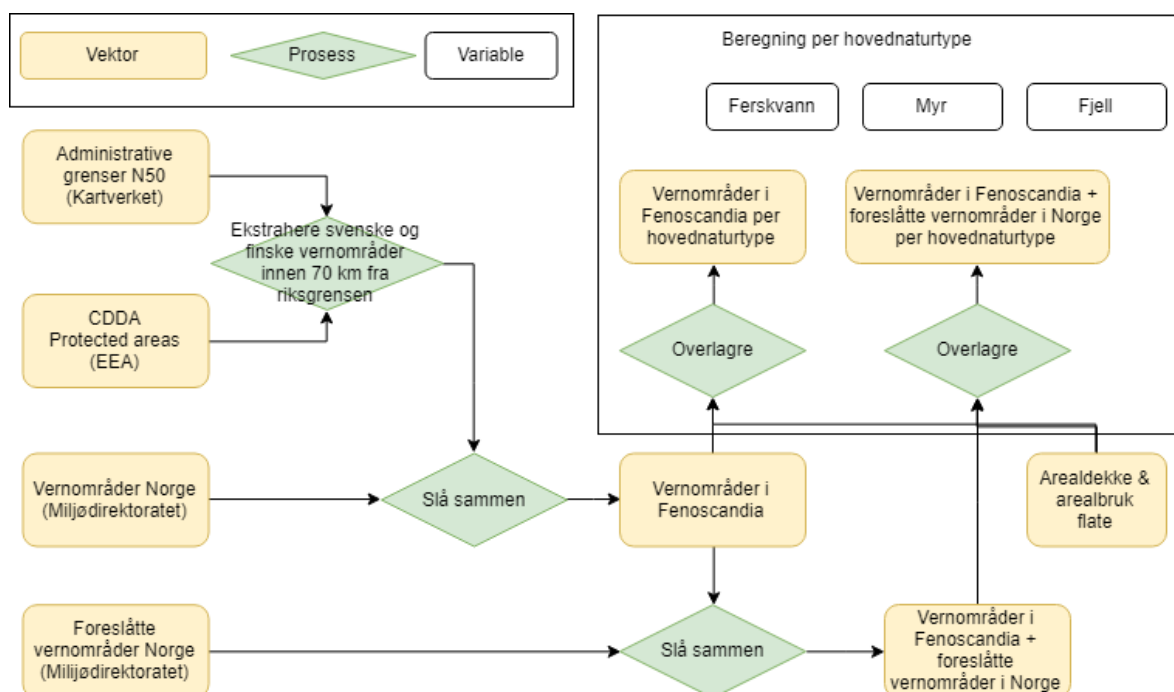 Vektor
Prosess
Variable
Beregning per hovednaturtype
Ferskvann
Myr
Fjell
Administrative
grenser N50
(Kartverket)
Ekstrahere svenske og
finske vernområder
innen 70 km fra
riksgrensen
Vernområder i
Fenoscandia per
hovednaturtype
Vernområder i Fenoscandia +
foreslåtte vernområder i Norge
per hovednaturtype
CDDA
Protected areas
(EEA)
Overlagre
Overlagre
Vernområder Norge
(Miljødirektoratet)
Slå sammen
Vernområder i
Fenoscandia
Arealdekke &
arealbruk
flate
Foreslåtte
vernområder Norge
(Milijødirektoratet)
Slå sammen
Vernområder i
Fenoscandia +
foreslåtte
vernområder i Norge